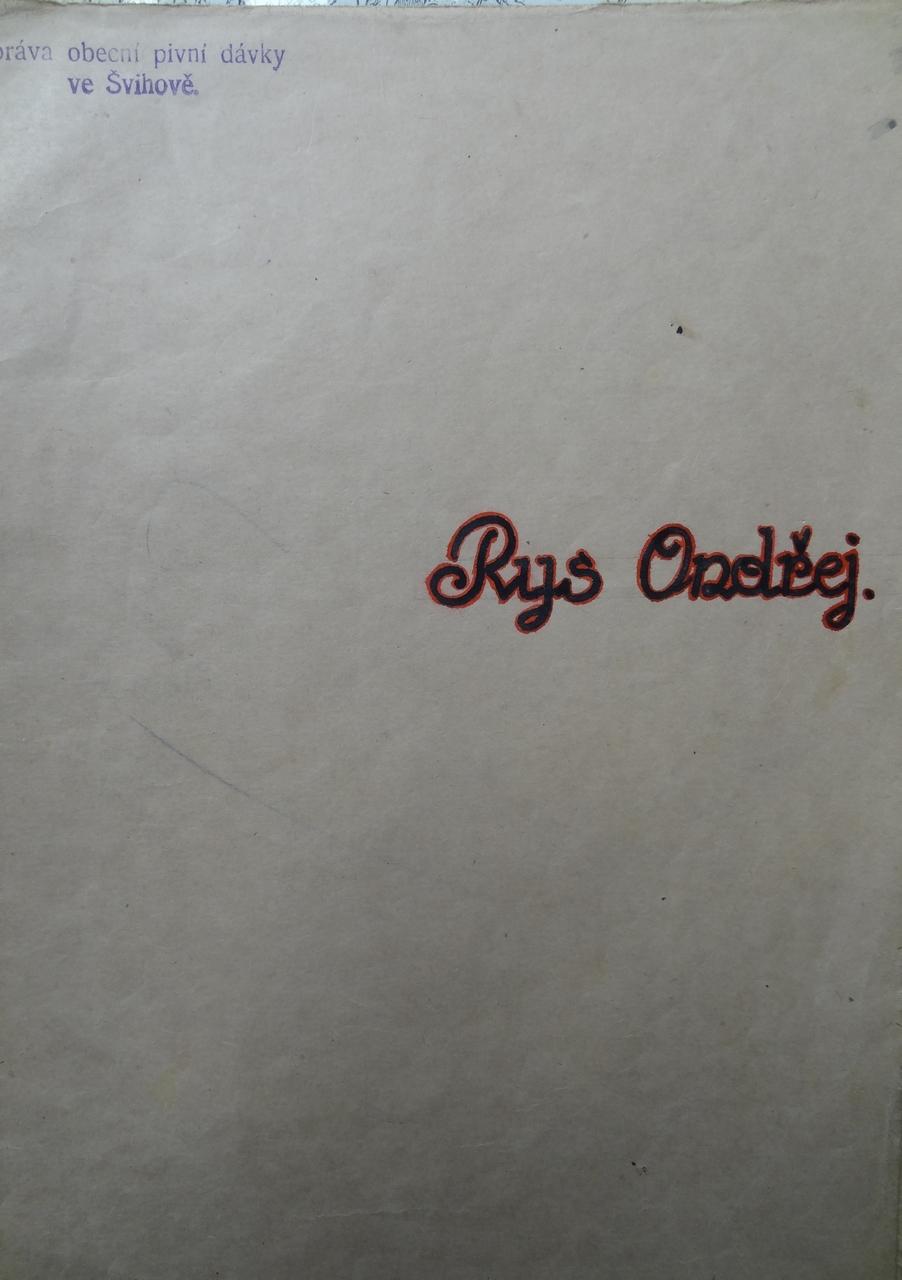 práva obecní pivní dávky
ve Švihově.
Rys Ondřej.